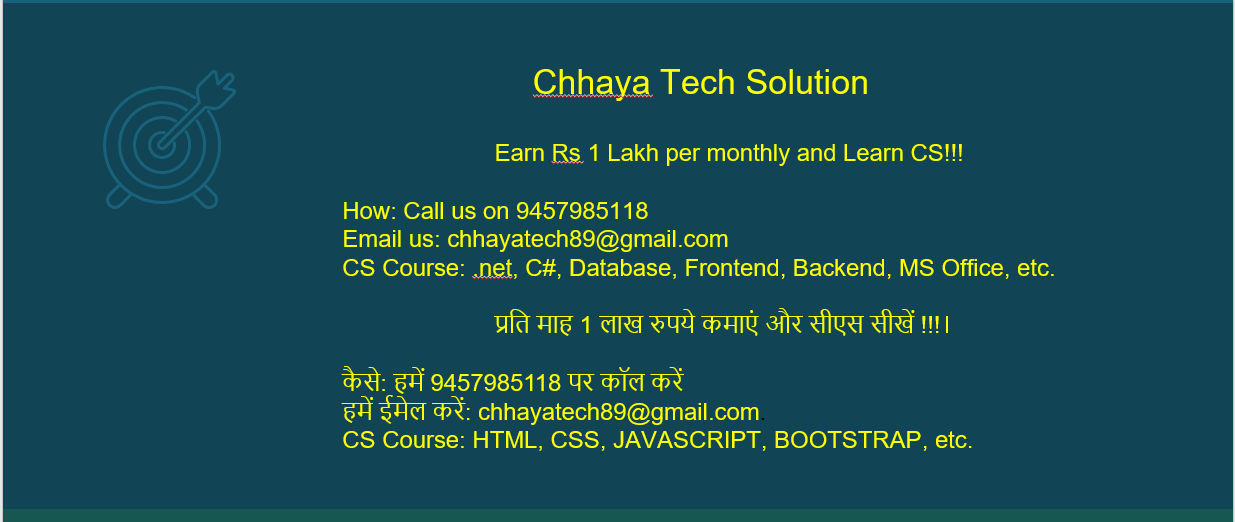 Chhaya Tech Solution
Earn Rs 1 Lakh per monthly and Learn CS!!!
How: Call us on 9457985118
Email us: chhayatech89@gmail.com
CS Course: .net, C#, Database, Frontend, Backend, MS Office, etc.
प्रति माह 1 लाख रुपये कमाएं और सीएस सीखें !!!।
कैसे: हमें 9457985118 पर कॉल करें
हमें ईमेल करें: chhayatech89@gmail.com.
CS Course: HTML, CSS, JAVASCRIPT, BOOTSTRAP, etc.